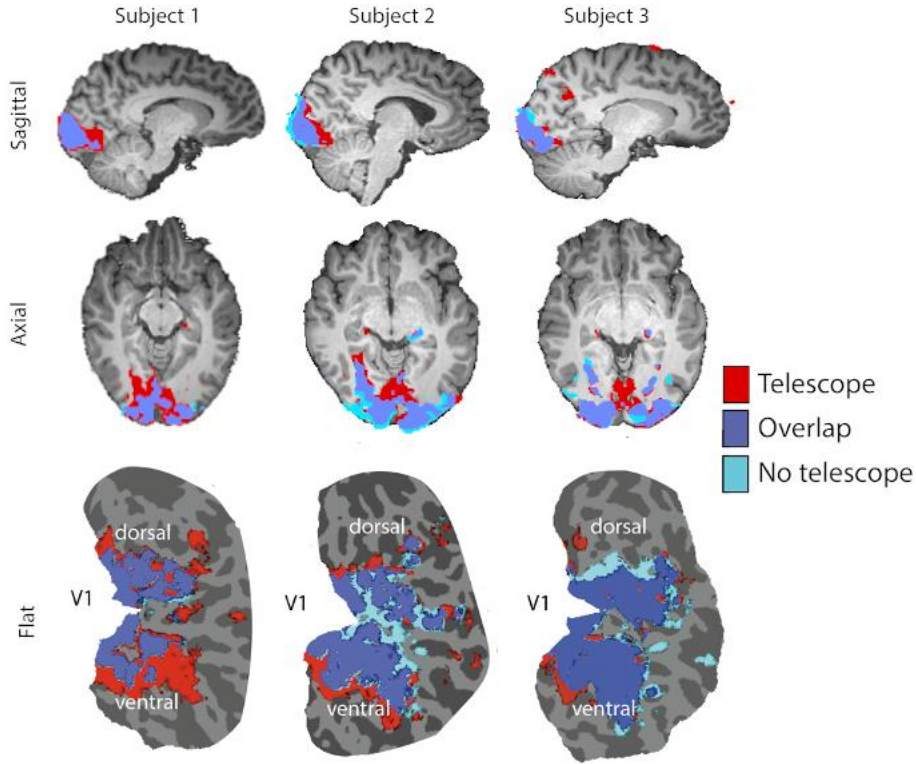 Subject 1
Subject 2
Subject 3
Sagittal
Axial
Telescope
Overlap
No telescope
Flat
dorsal
V1
ventral
dorsal
V1
ventral
dorsal
V1
ventral